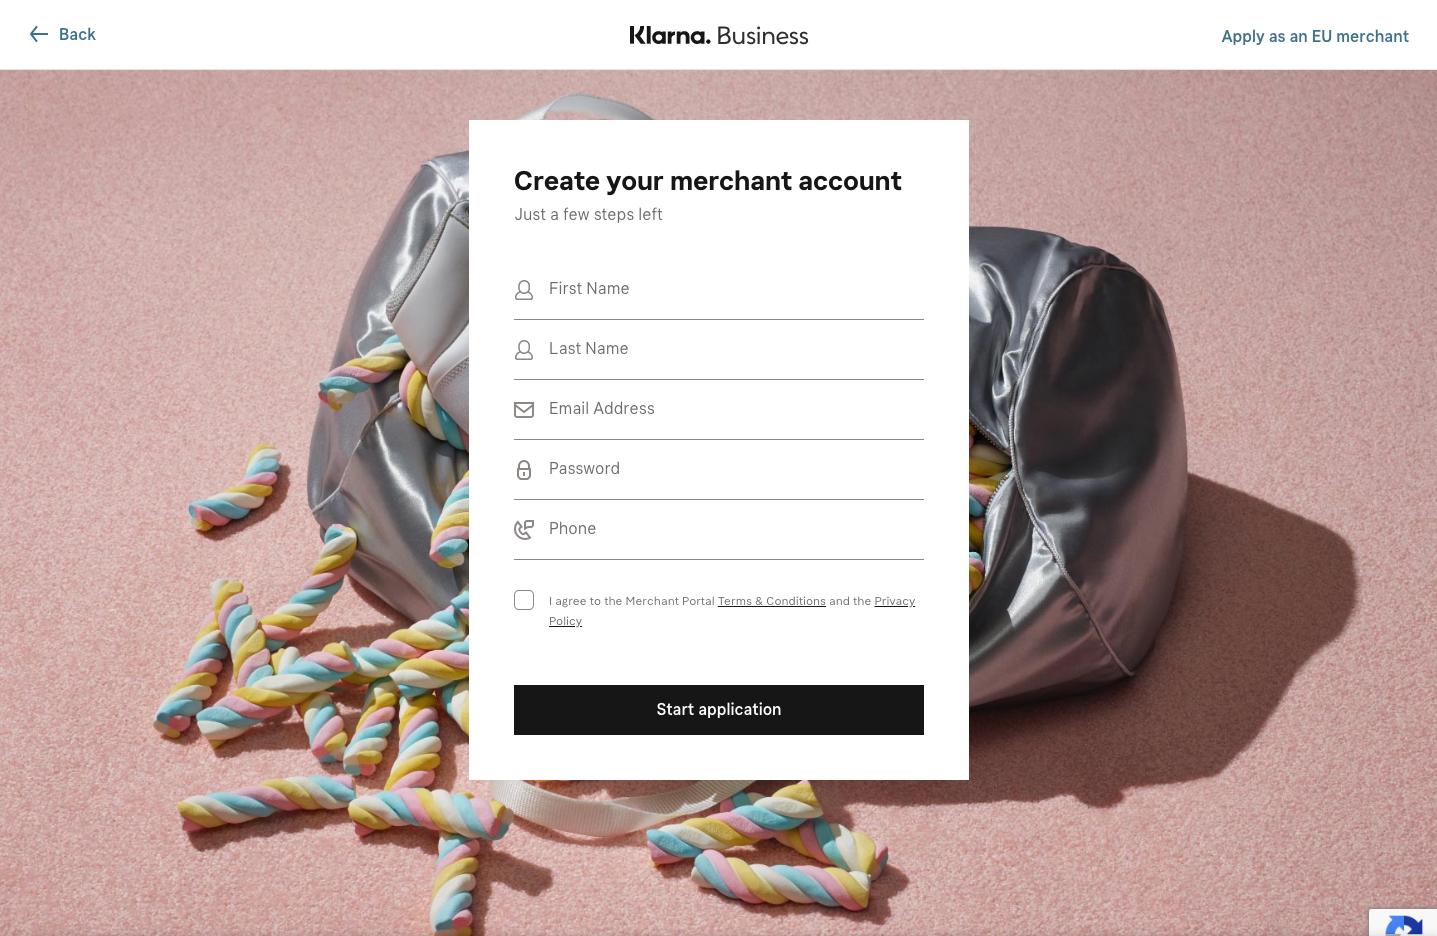 Back
Klarna. Business
Apply as an EU merchant
Create your merchant account
Just a few steps left
First Name
Last Name
Email Address
Password
Phone
I agree to the Merchant Portal Terms & Conditions and the Privacy
Policy
Start application